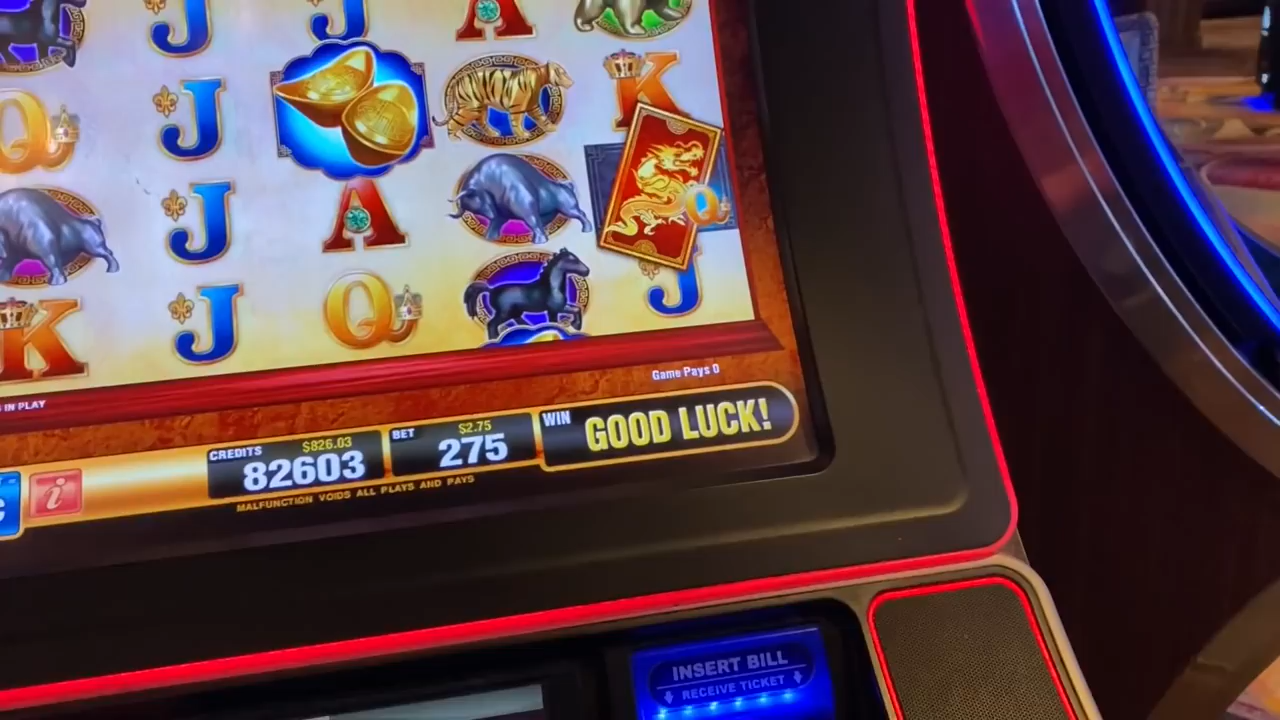 J J A
Q J K
J A Q
K J Q J
IN PLAY
Game Pays 0
CREDITS $826.03
82603
BET $2.75
275
WIN GOOD LUCK!
i
MALFUNCTION VOIDS ALL PLAYS AND PAYS
INSERT BILL
RECEIVE TICKET